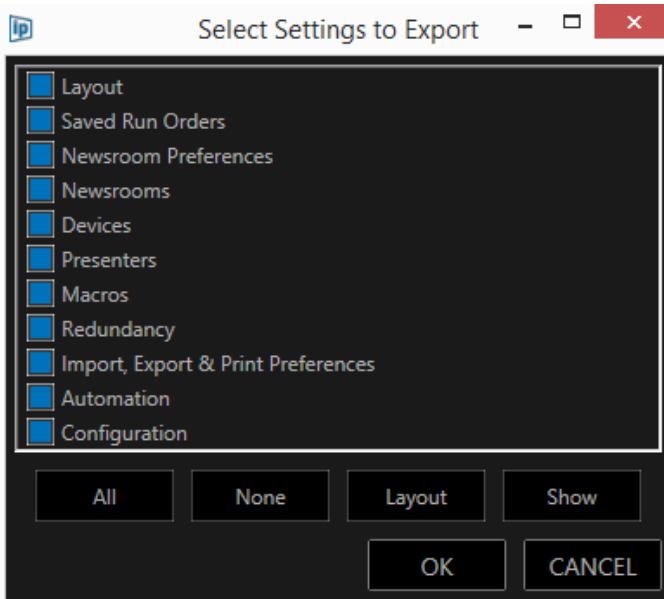 ip Select Settings to Export
Layout
Saved Run Orders
Newsroom Preferences
Newsrooms
Devices
Presenters
Macros
Redundancy
Import, Export & Print Preferences
Automation
Configuration
All None Layout Show
OK CANCEL